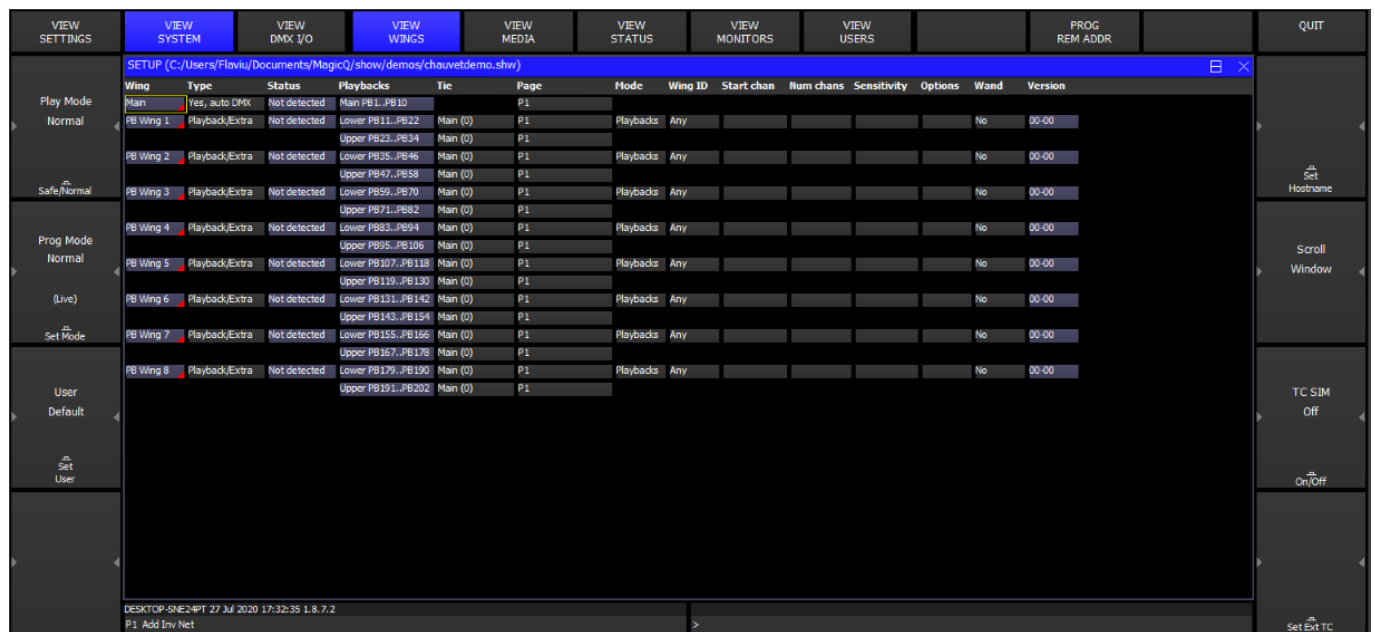 VIEW SETTINGS
VIEW SYSTEM
VIEW DMX I/O
VIEW WINGS
VIEW MEDIA
VIEW STATUS
VIEW MONITORS
VIEW USERS
PROG REM ADDR
QUIT
SETUP (C:/Users/Flaviu/Documents/MagicQ/show/demos/chauvetdemo.shw)
Wing Type Status Playbacks Tie Page Mode Wing ID Start chan Num chans Sensitivity Options Wand Version
Main Yes, auto DMX Not detected Main PB1..PB10 P1
PB Wing 1 Playback/Extra Not detected Lower PB11..PB22 Main (0) P1 Playbacks Any No 00-00
Upper PB23..PB34 Main (0) P1
PB Wing 2 Playback/Extra Not detected Lower PB35..PB46 Main (0) P1 Playbacks Any No 00-00
Upper PB47..PB58 Main (0) P1
PB Wing 3 Playback/Extra Not detected Lower PB59..PB70 Main (0) P1 Playbacks Any No 00-00
Upper PB71..PB82 Main (0) P1
PB Wing 4 Playback/Extra Not detected Lower PB83..PB94 Main (0) P1 Playbacks Any No 00-00
Upper PB95..PB106 Main (0) P1
PB Wing 5 Playback/Extra Not detected Lower PB107..PB118 Main (0) P1 Playbacks Any No 00-00
Upper PB119..PB130 Main (0) P1
PB Wing 6 Playback/Extra Not detected Lower PB131..PB142 Main (0) P1 Playbacks Any No 00-00
Upper PB143..PB154 Main (0) P1
PB Wing 7 Playback/Extra Not detected Lower PB155..PB166 Main (0) P1 Playbacks Any No 00-00
Upper PB167..PB178 Main (0) P1
PB Wing 8 Playback/Extra Not detected Lower PB179..PB190 Main (0) P1 Playbacks Any No 00-00
Upper PB191..PB202 Main (0) P1
Play Mode
Normal
Safe/Normal
Prog Mode
Normal
(Live)
Set Mode
User
Default
Set
User
Set
Hostname
Scroll
Window
TC SIM
Off
On/Off
Set Ext TC
DESKTOP-SNE24PT 27 Jul 2020 17:32:35 1.8.7.2
P1 Add Inv Net
>